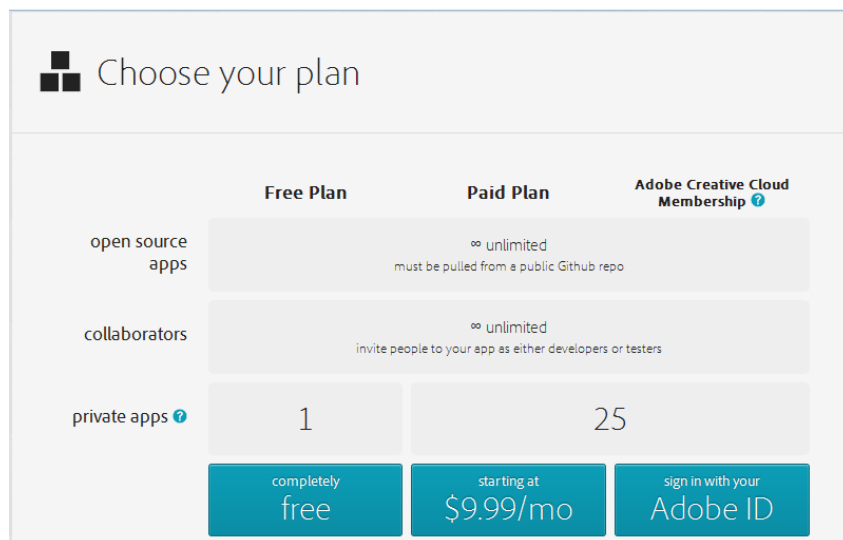 Choose your plan
Free Plan
Paid Plan
Adobe Creative Cloud
Membership ?
open source
apps
∞ unlimited
must be pulled from a public Github repo
collaborators
∞ unlimited
invite people to your app as either developers or testers
private apps ?
1
25
completely
free
starting at
$9.99/mo
sign in with your
Adobe ID